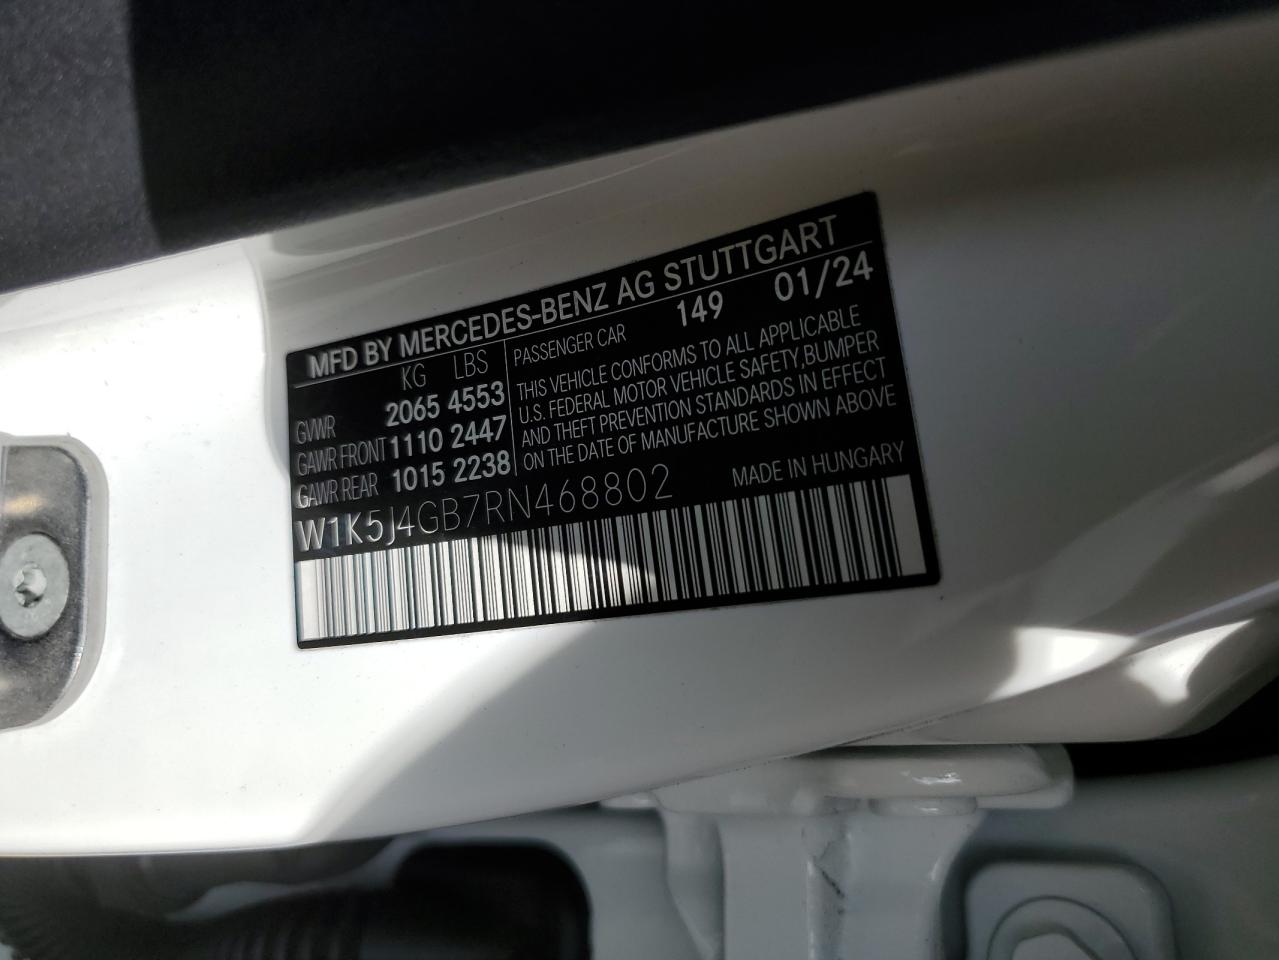 MFD BY MERCEDES-BENZ AG STUTTGART
KG LBS
GVWR 2065 4553
GAWR FRONT 1110 2447
GAWR REAR 1015 2238
PASSENGER CAR 149 01/24
THIS VEHICLE CONFORMS TO ALL APPLICABLE
U.S. FEDERAL MOTOR VEHICLE SAFETY, BUMPER
AND THEFT PREVENTION STANDARDS IN EFFECT
ON THE DATE OF MANUFACTURE SHOWN ABOVE
W1K5J4GB7RN468802 MADE IN HUNGARY